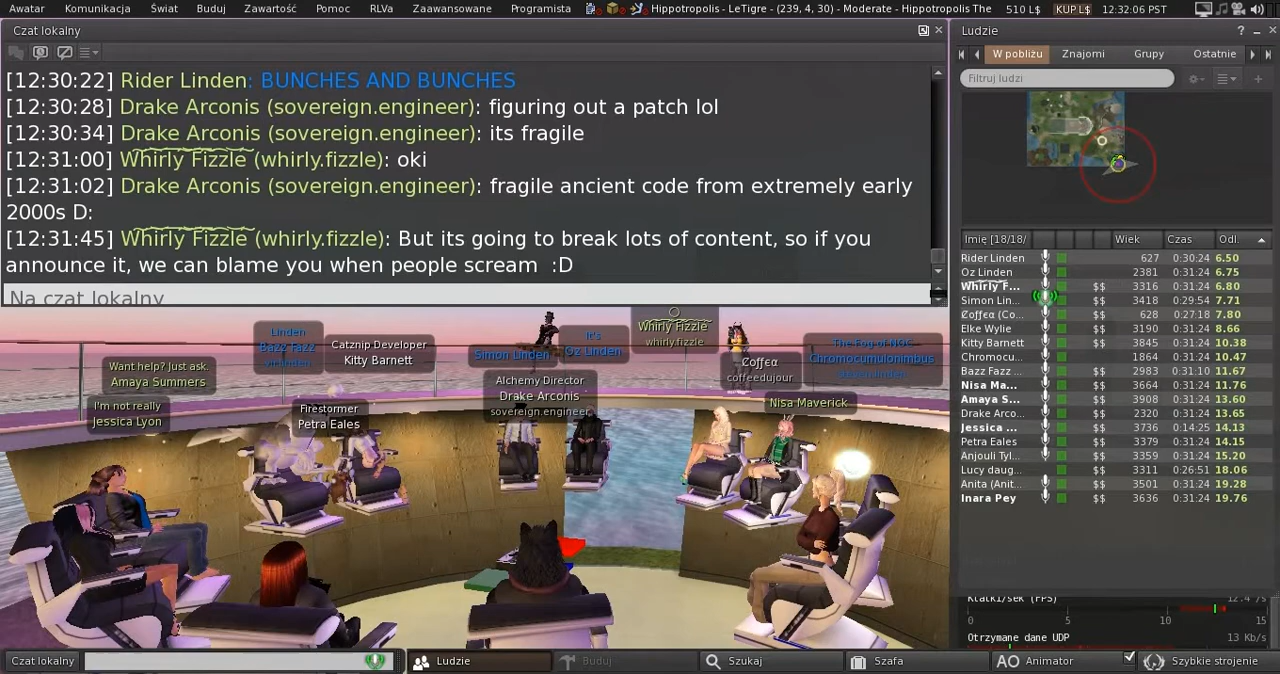 Awatar Komunikacja Świat Buduj Zawartość Pomoc RLVa Zaawansowane Programista Hippotropolis - LeTigre - (239, 4, 30) - Moderate - Hippotropolis The 510 L$ KUP L$ 12:32:06 PST
Czat lokalny
[12:30:22] Rider Linden: BUNCHES AND BUNCHES
[12:30:28] Drake Arconis (sovereign.engineer): figuring out a patch lol
[12:30:34] Drake Arconis (sovereign.engineer): its fragile
[12:31:00] Whirly Fizzle (whirly.fizzle): oki
[12:31:02] Drake Arconis (sovereign.engineer): fragile ancient code from extremely early
2000s D:
[12:31:45] Whirly Fizzle (whirly.fizzle): But its going to break lots of content, so if you
announce it, we can blame you when people scream :D
Na czat lokalny
Linden
Bazz Fazz
Catznip Developer
Kitty Barnett
Simon Linden
It's
Oz Linden
Whirly Fizzle
whirly.fizzle
Coffee
coffeedujour
The Fog of NOC
Chromocumulonimbus
Want help? Just ask.
Amaya Summers
Alchemy Director
Drake Arconis
sovereign.engineer
I'm not really
Jessica Lyon
Firestormer
Petra Eales
Nisa Maverick
Ludzie
W pobliżu Znajomi Grupy Ostatnie
Filtruj ludzi
Imię [18/18/ Wiek Czas Odl.
Rider Linden 627 0:30:24 6.50
Oz Linden 2381 0:31:24 6.75
Whirly F... $$ 3316 0:31:24 6.80
Simon Lin... 3418 0:29:54 7.71
Ȼoffeɛ (Co... $$ 628 0:27:18 7.80
Elke Wylie $$ 3190 0:31:24 8.66
Kitty Barnett $$ 3845 0:31:24 10.38
Chromocu... 1864 0:31:24 10.47
Bazz Fazz ... $$ 2983 0:31:10 11.67
Nisa Ma... $$ 3664 0:31:24 11.76
Amaya S... $$ 3908 0:31:24 13.60
Drake Arco... $$ 2320 0:31:24 13.65
Jessica ... $$ 3736 0:14:25 14.13
Petra Eales $$ 3379 0:31:24 14.15
Anjouli Tyl... $$ 3359 0:31:24 15.20
Lucy daug... $$ 3311 0:26:51 18.06
Anita (Anit... $$ 3501 0:31:24 19.28
Inara Pey $$ 3636 0:31:24 19.76
Klatki/sek (FPS) 12.4 /s
0 5 10 15
Otrzymane dane UDP 13 Kb/s
Czat lokalny Ludzie Buduj Szukaj Szafa AO Animator Szybkie strojenie